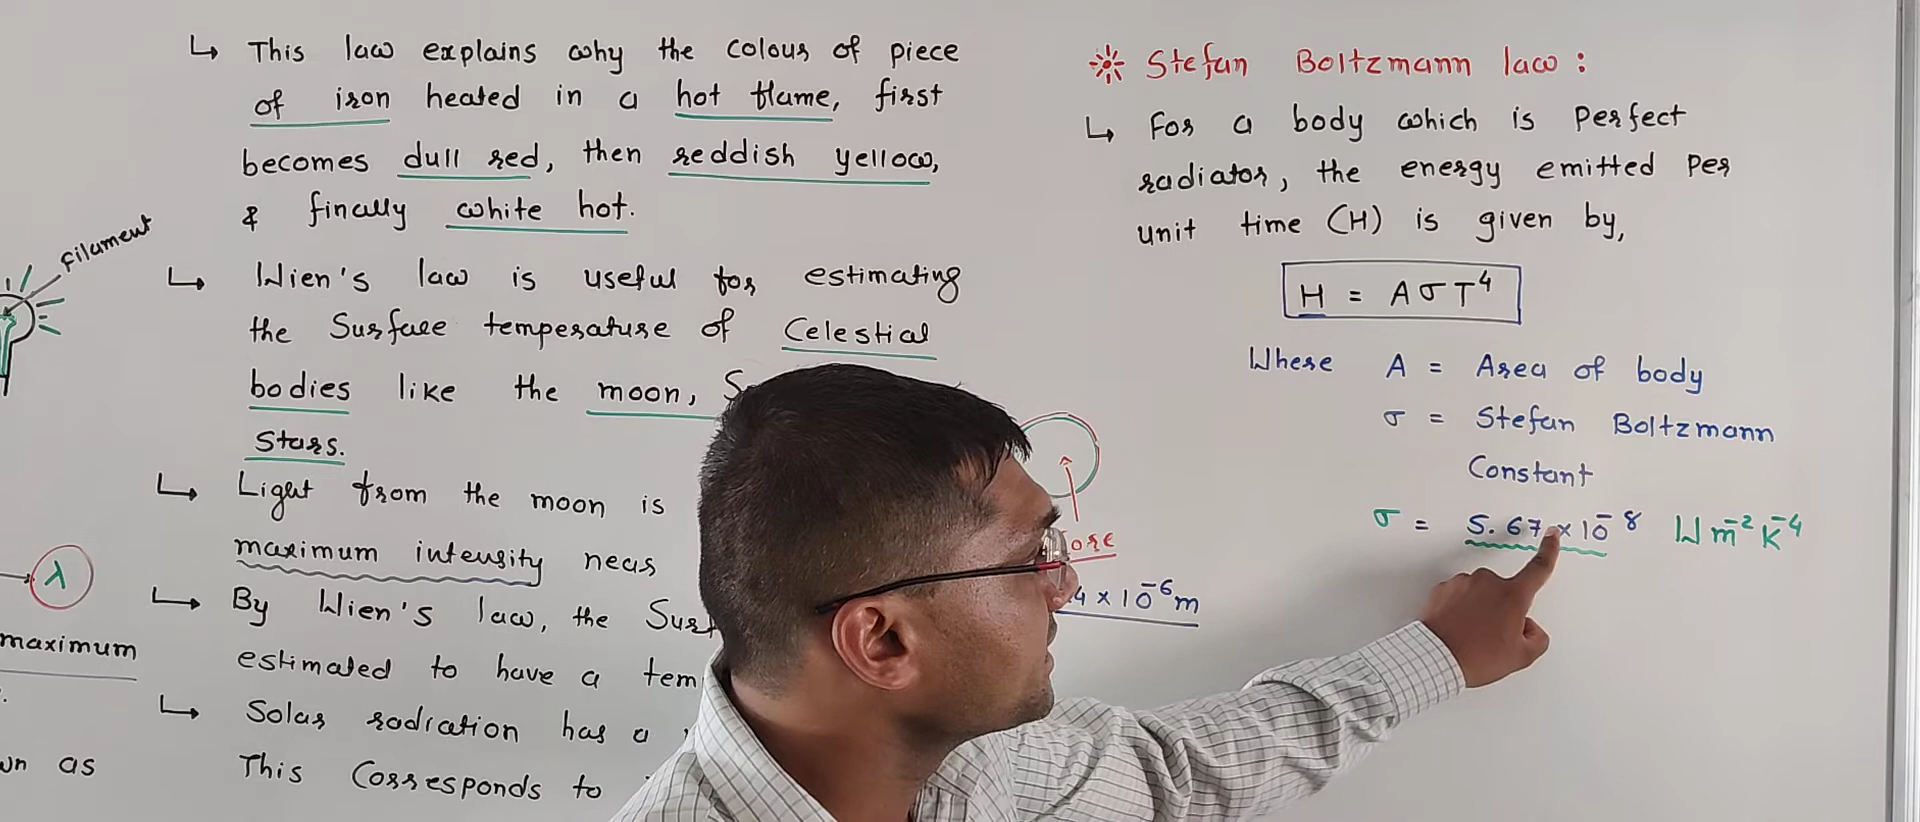 ↳ This law explains why the colour of piece
of iron heated in a hot flame, first
becomes dull red, then reddish yellow,
& finally white hot.
filament
↳ Wien's law is useful for estimating
the Surface temperature of Celestial
bodies like the moon,
Stars.
↳ Light from the moon is
maximum intensity near
↳ By Wien's law, the Surf
estimated to have a tem
↳ Solar radiation has a
This Corresponds to
λ
maximum
as
4 × 10⁻⁶ m
Stefan Boltzmann law :
↳ For a body which is Perfect
radiator, the energy emitted Per
unit time (H) is given by,
H = AσT⁴
Where A = Area of body
σ = Stefan Boltzmann
Constant
σ = 5.67 × 10⁻⁸ W m⁻² K⁻⁴